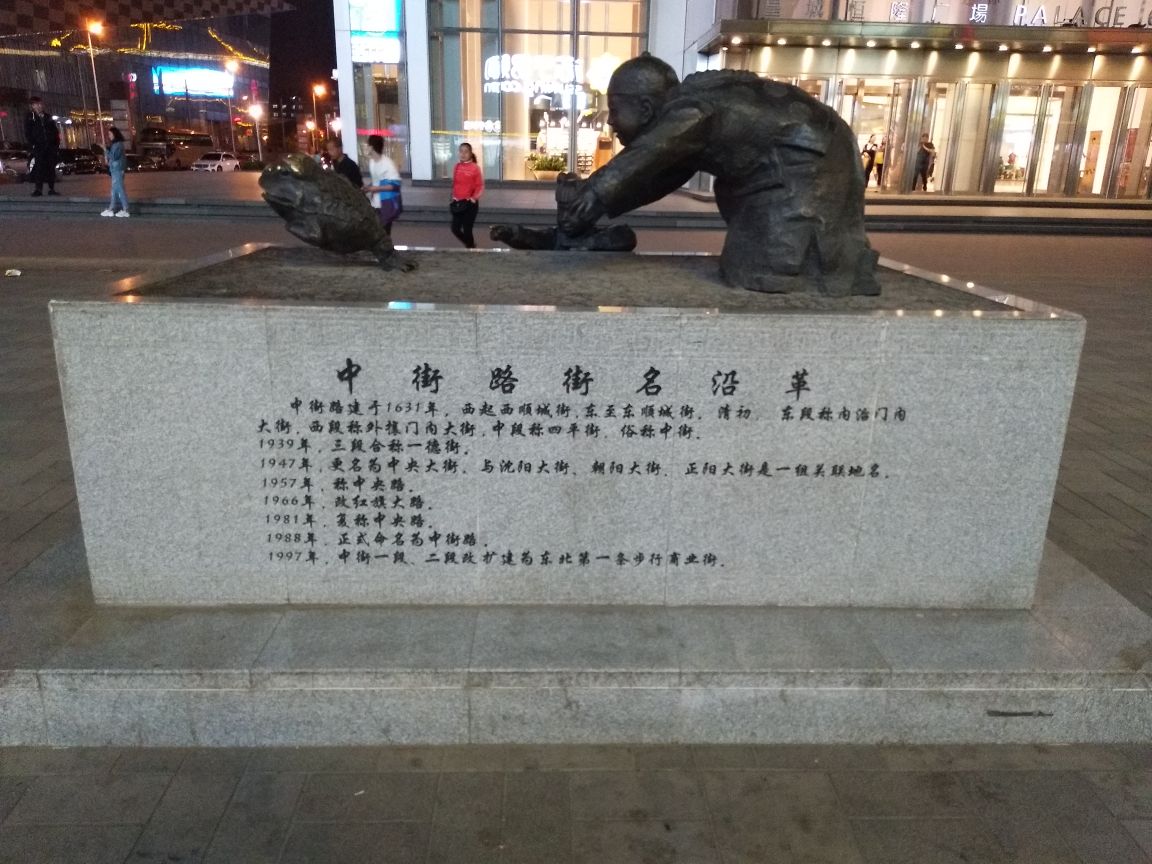 隆廣場 PALACE
中街路街名沿革
中街路建于1631年,西起西顺城街,东至东顺城街。清初,东段称内治门内
大街,西段称外攘门内大街,中段称四平街,俗称中街。
1939年,三段合称一德街。
1947年,更名为中央大街,与沈阳大街、朝阳大街、正阳大街是一组关联地名。
1957年,称中央路。
1966年,改红旗大路。
1981年,复称中央路。
1988年,正式命名为中街路。
1997年,中街一段、二段改扩建为东北第一条步行商业街。